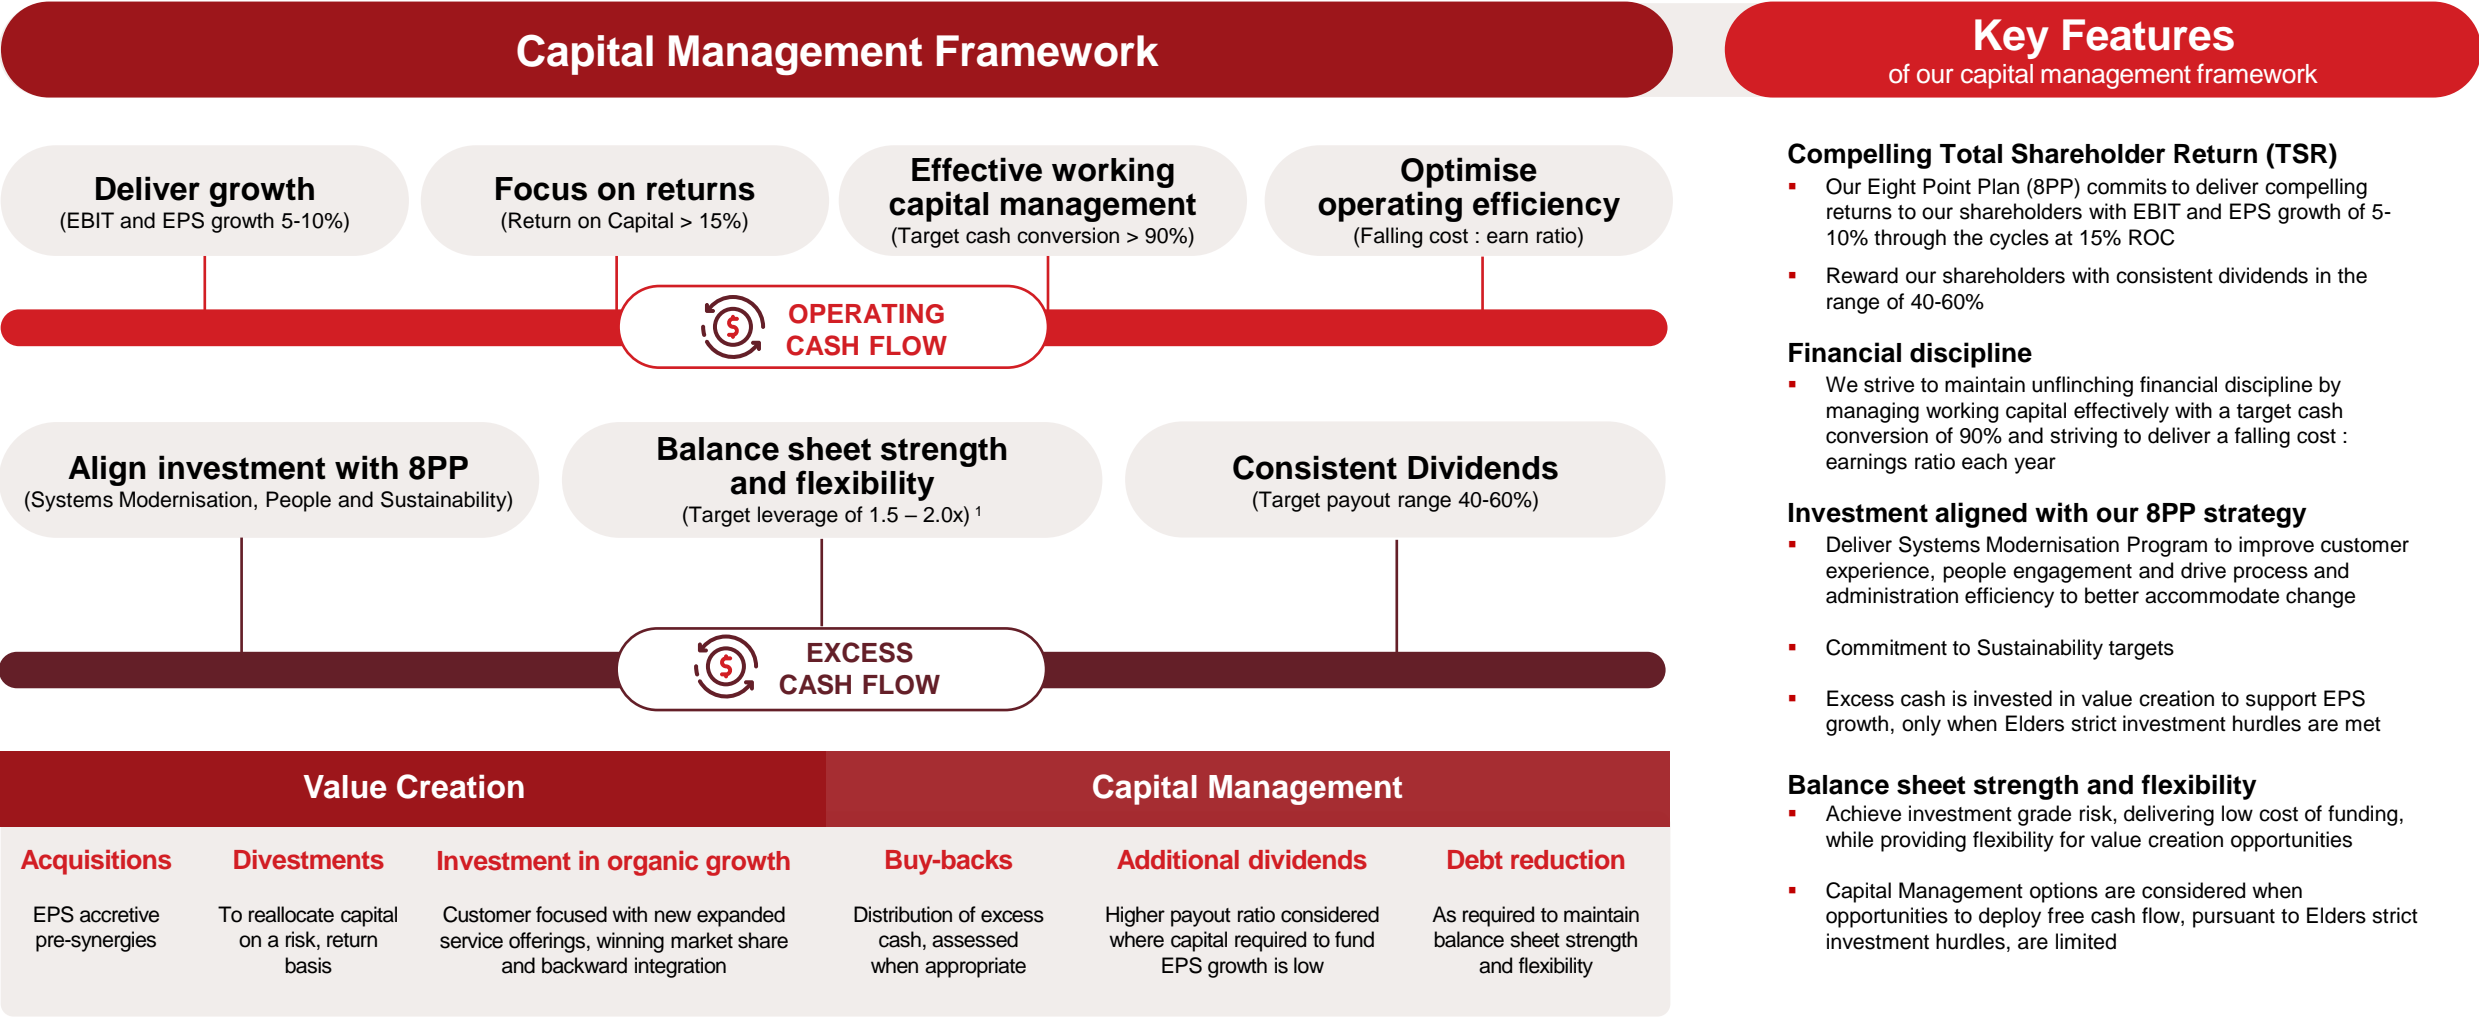 Capital Management Framework
Key Features
of our capital management framework
Deliver growth
(EBIT and EPS growth 5-10%)
Focus on returns
(Return on Capital > 15%)
Effective working
capital management
(Target cash conversion > 90%)
Optimise
operating efficiency
(Falling cost : earn ratio)
$
OPERATING
CASH FLOW
Align investment with 8PP
(Systems Modernisation, People and Sustainability)
Balance sheet strength
and flexibility
(Target leverage of 1.5 – 2.0x) 1
Consistent Dividends
(Target payout range 40-60%)
$
EXCESS
CASH FLOW
Value Creation
Acquisitions
EPS accretive
pre-synergies
Divestments
To reallocate capital
on a risk, return
basis
Investment in organic growth
Customer focused with new expanded
service offerings, winning market share
and backward integration
Capital Management
Buy-backs
Distribution of excess
cash, assessed
when appropriate
Additional dividends
Higher payout ratio considered
where capital required to fund
EPS growth is low
Debt reduction
As required to maintain
balance sheet strength
and flexibility
Compelling Total Shareholder Return (TSR)
▪ Our Eight Point Plan (8PP) commits to deliver compelling
returns to our shareholders with EBIT and EPS growth of 5-
10% through the cycles at 15% ROC
▪ Reward our shareholders with consistent dividends in the
range of 40-60%
Financial discipline
▪ We strive to maintain unflinching financial discipline by
managing working capital effectively with a target cash
conversion of 90% and striving to deliver a falling cost :
earnings ratio each year
Investment aligned with our 8PP strategy
▪ Deliver Systems Modernisation Program to improve customer
experience, people engagement and drive process and
administration efficiency to better accommodate change
▪ Commitment to Sustainability targets
▪ Excess cash is invested in value creation to support EPS
growth, only when Elders strict investment hurdles are met
Balance sheet strength and flexibility
▪ Achieve investment grade risk, delivering low cost of funding,
while providing flexibility for value creation opportunities
▪ Capital Management options are considered when
opportunities to deploy free cash flow, pursuant to Elders strict
investment hurdles, are limited